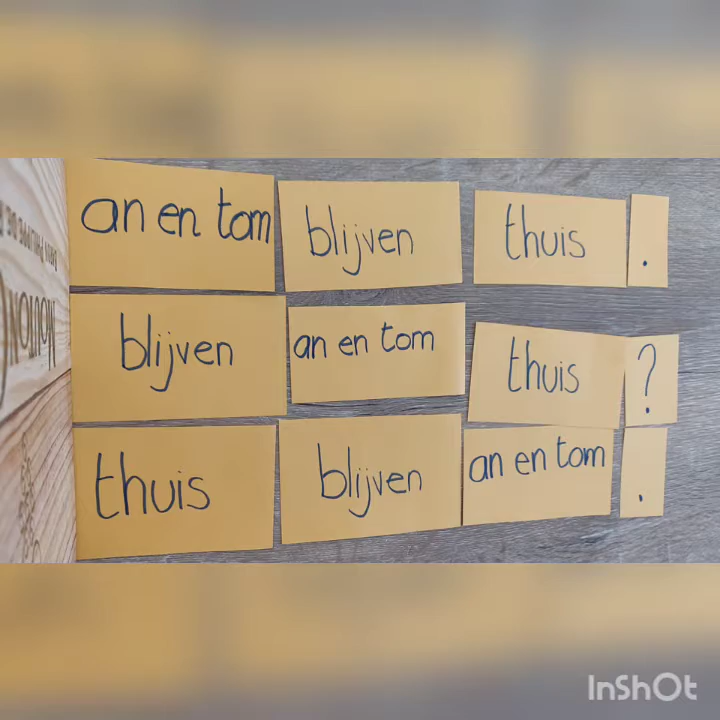 an en tom blijven thuis .
blijven an en tom thuis ?
thuis blijven an en tom .
InShOt